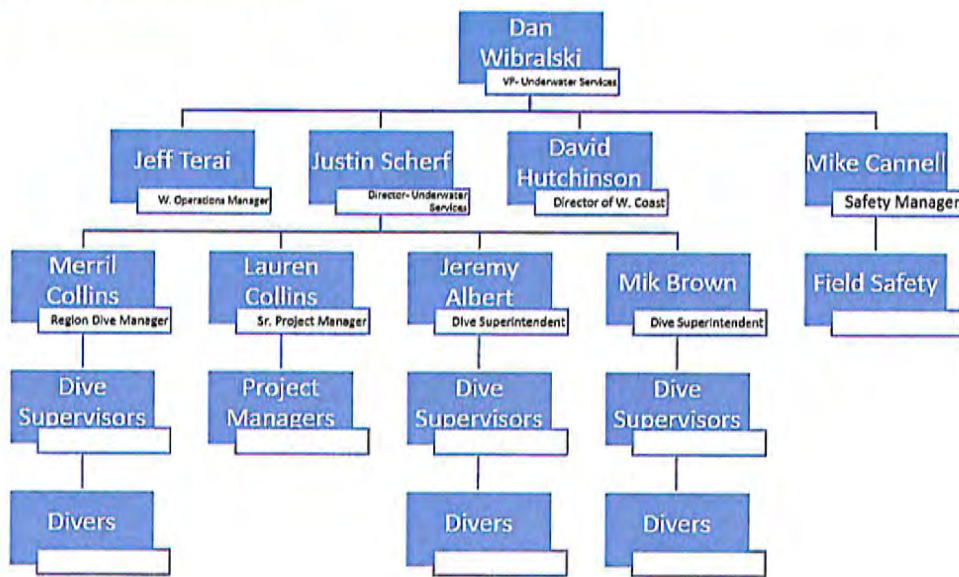 Dan
Wibralski
VP- Underwater Services
Jeff Terai
W. Operations Manager
Justin Scherf
Director- Underwater
Services
David
Hutchinson
Director of W. Coast
Mike Cannell
Safety Manager
Merril
Collins
Region Dive Manager
Lauren
Collins
Sr. Project Manager
Jeremy
Albert
Dive Superintendent
Mik Brown
Dive Superintendent
Field Safety
Dive
Supervisors
Project
Managers
Dive
Supervisors
Dive
Supervisors
Divers
Divers
Divers